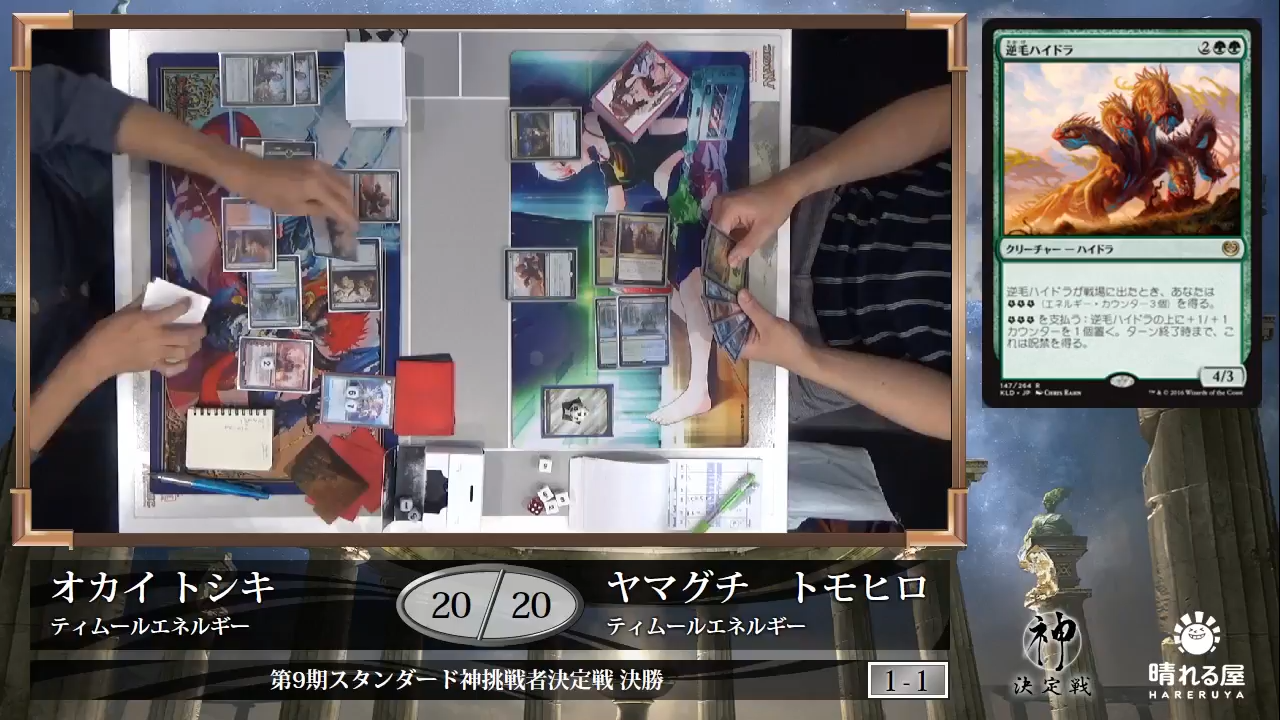 逆毛ハイドラ
2
クリーチャー — ハイドラ
逆毛ハイドラが戦場に出たとき、あなたは
(エネルギー・カウンター3個)を得る。
を支払う:逆毛ハイドラの上に+1/+1
カウンターを1個置く。ターン終了時まで、こ
れは呪禁を得る。
4/3
147/264 R
KLD • JP
オカイ トシキ
ティムールエネルギー
20 / 20
ヤマグチ トモヒロ
ティムールエネルギー
第9期スタンダード神挑戦者決定戦 決勝
1 - 1
神
決定戦
晴れる屋
HARERUYA